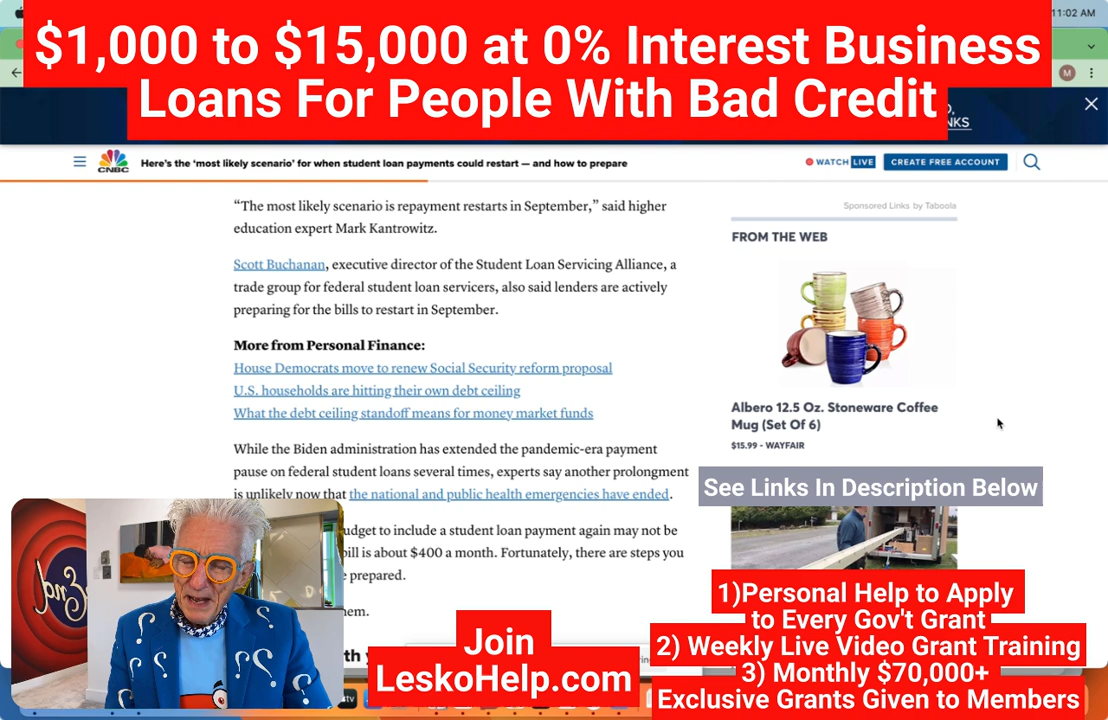 11:02 AM
$1,000 to $15,000 at 0% Interest Business
Loans For People With Bad Credit
M
CNBC
Here's the ‘most likely scenario’ for when student loan payments could restart — and how to prepare
WATCH LIVE
CREATE FREE ACCOUNT
“The most likely scenario is repayment restarts in September,” said higher
education expert Mark Kantrowitz.
Scott Buchanan, executive director of the Student Loan Servicing Alliance, a
trade group for federal student loan servicers, also said lenders are actively
preparing for the bills to restart in September.
More from Personal Finance:
House Democrats move to renew Social Security reform proposal
U.S. households are hitting their own debt ceiling
What the debt ceiling standoff means for money market funds
While the Biden administration has extended the pandemic-era payment
pause on federal student loans several times, experts say another prolongment
is unlikely now that the national and public health emergencies have ended.
to include a student loan payment again may not be
bill is about $400 a month. Fortunately, there are steps you
prepared.
Sponsored Links by Taboola
FROM THE WEB
Albero 12.5 Oz. Stoneware Coffee
Mug (Set Of 6)
$15.99 - WAYFAIR
See Links In Description Below
1)Personal Help to Apply
to Every Gov't Grant
2) Weekly Live Video Grant Training
3) Monthly $70,000+
Exclusive Grants Given to Members
Join
LeskoHelp.com